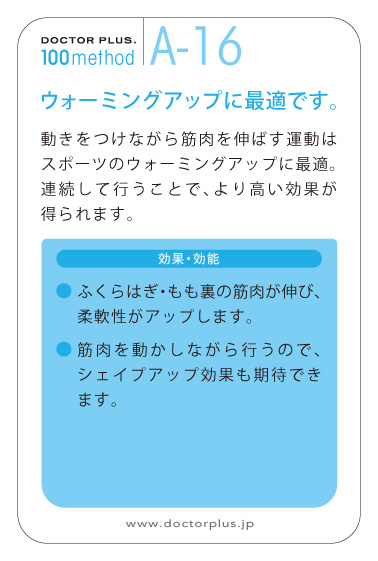 DOCTOR PLUS.
100method
A-16
ウォーミングアップに最適です。
動きをつけながら筋肉を伸ばす運動は
スポーツのウォーミングアップに最適。
連続して行うことで、より高い効果が
得られます。
効果・効能
● ふくらはぎ・もも裏の筋肉が伸び、
柔軟性がアップします。
● 筋肉を動かしながら行うので、
シェイプアップ効果も期待でき
ます。
www.doctorplus.jp